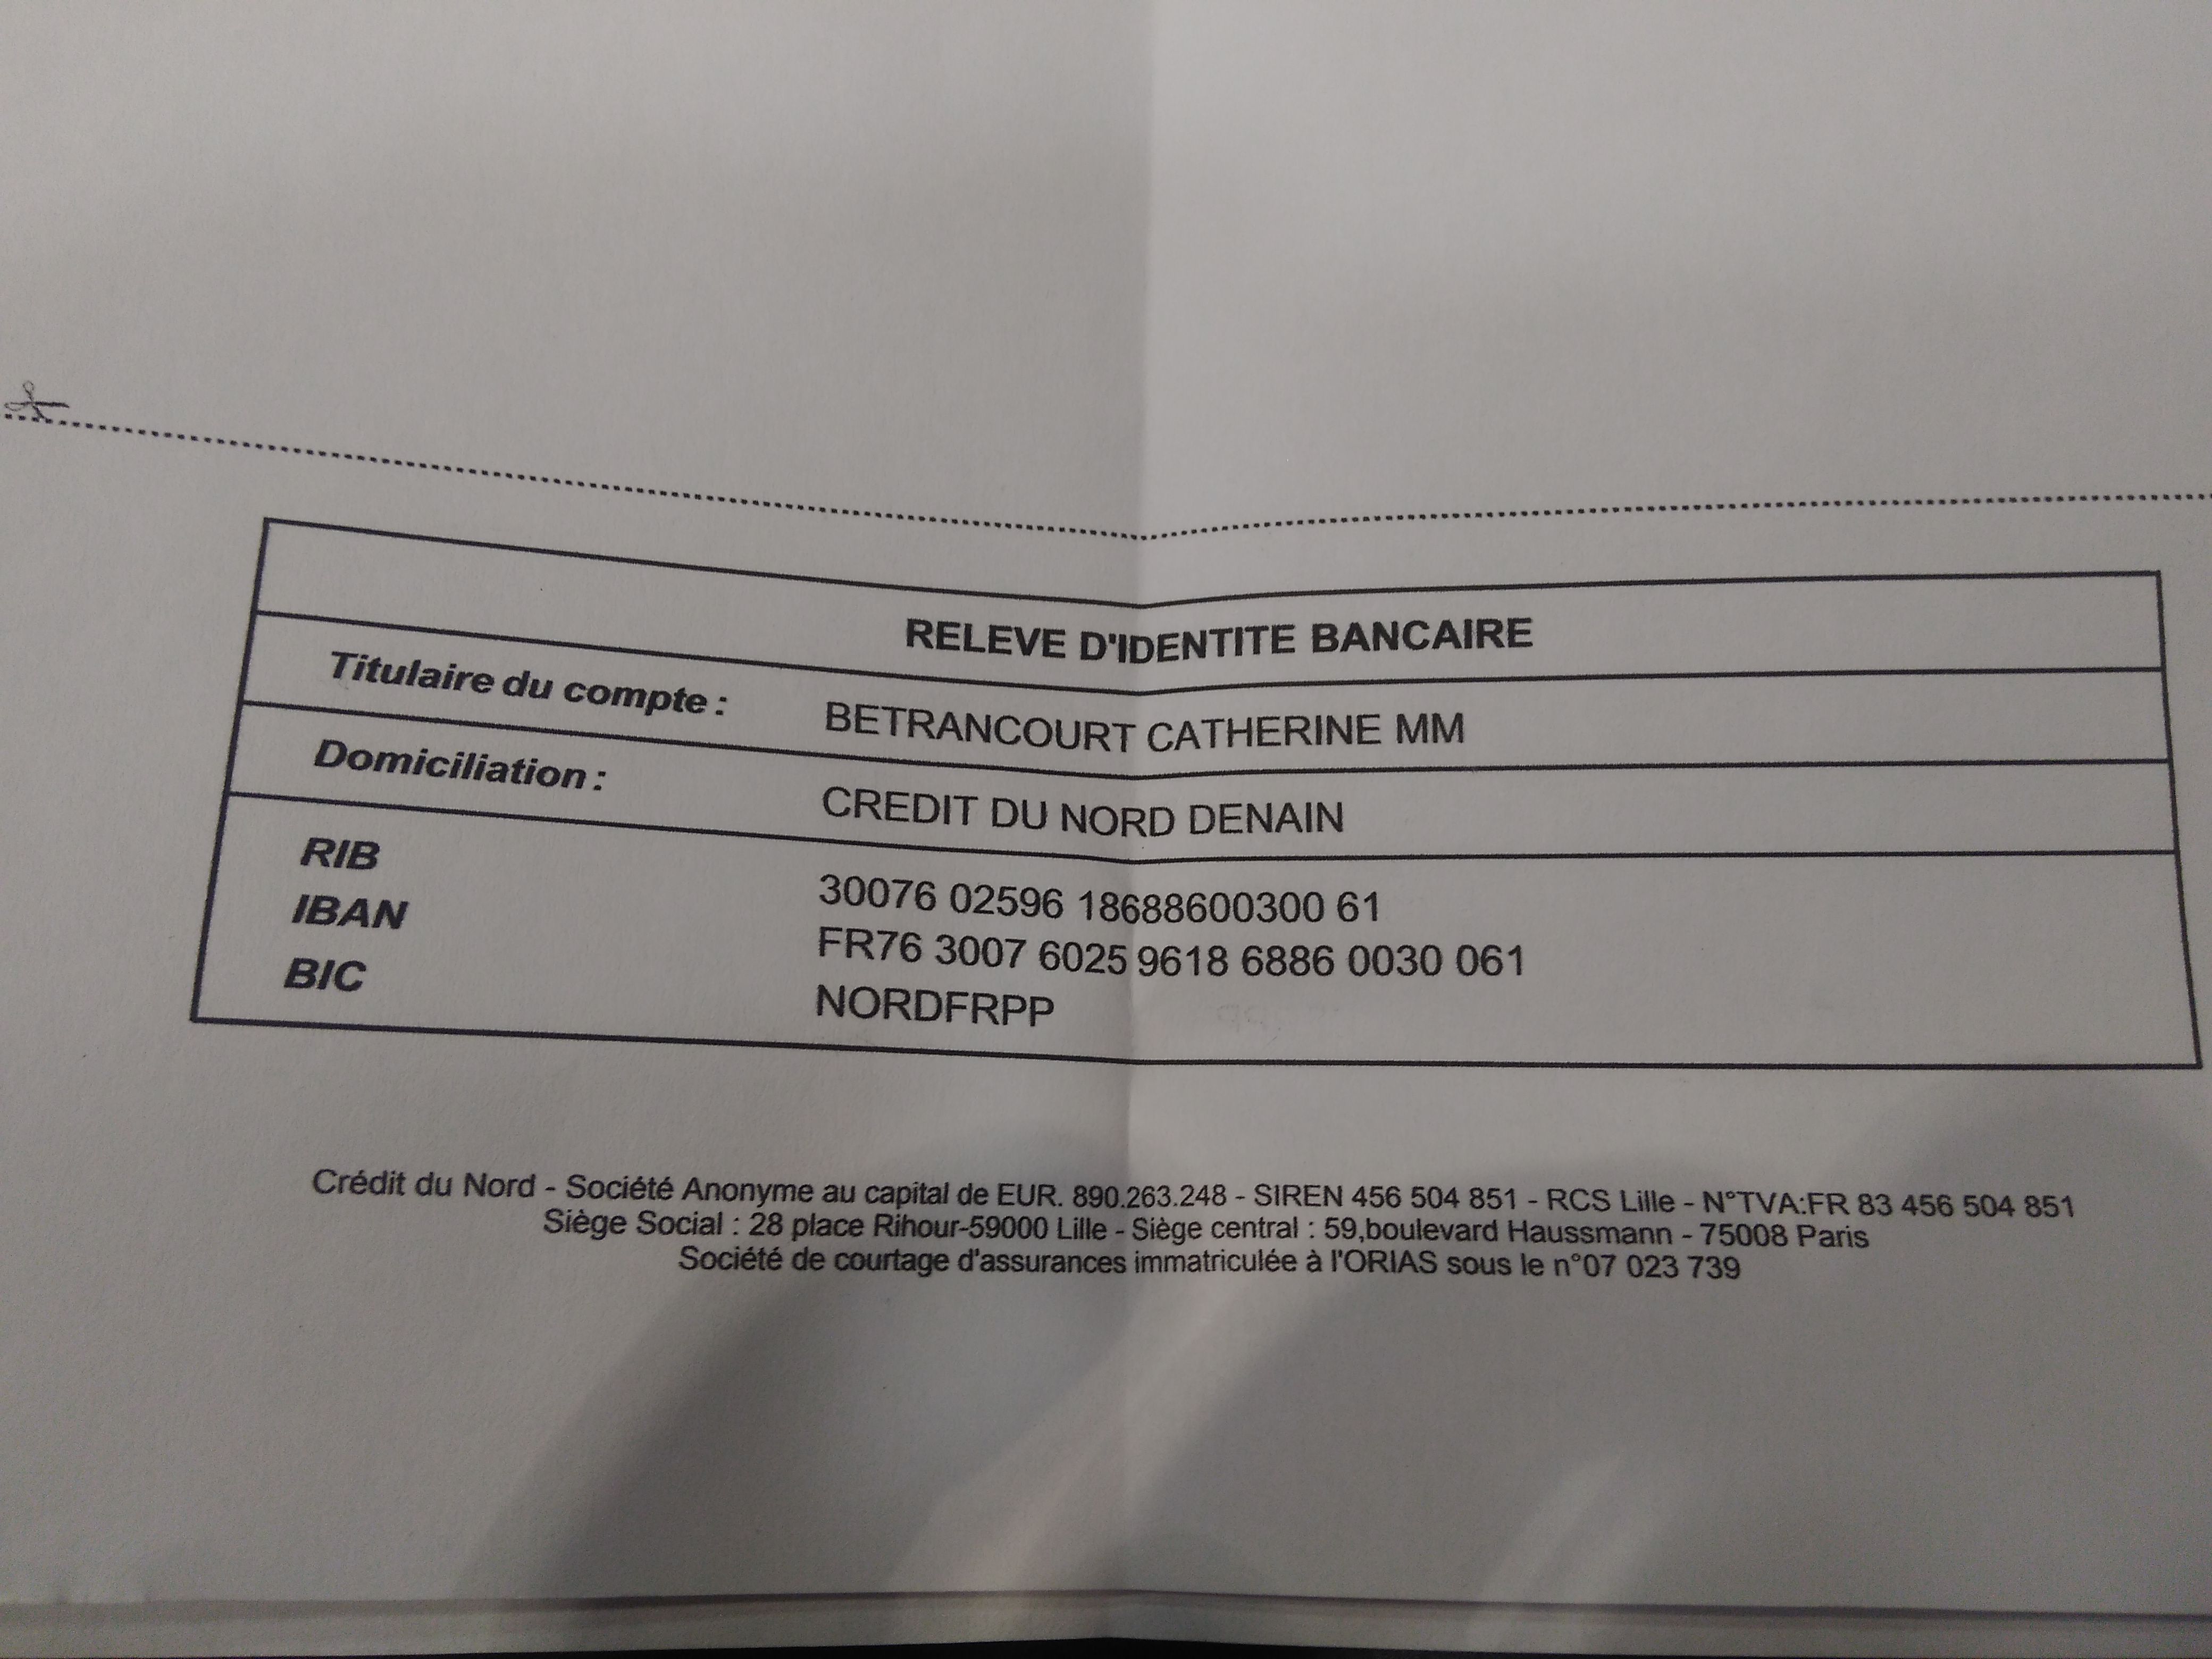 RELEVE D'IDENTITE BANCAIRE
Titulaire du compte : BETRANCOURT CATHERINE MM
Domiciliation : CREDIT DU NORD DENAIN
RIB 30076 02596 18688600300 61
IBAN FR76 3007 6025 9618 6886 0030 061
BIC NORDFRPP
Crédit du Nord - Société Anonyme au capital de EUR. 890.263.248 - SIREN 456 504 851 - RCS Lille - N°TVA:FR 83 456 504 851
Siège Social : 28 place Rihour-59000 Lille - Siège central : 59,boulevard Haussmann - 75008 Paris
Société de courtage d'assurances immatriculée à l'ORIAS sous le n°07 023 739